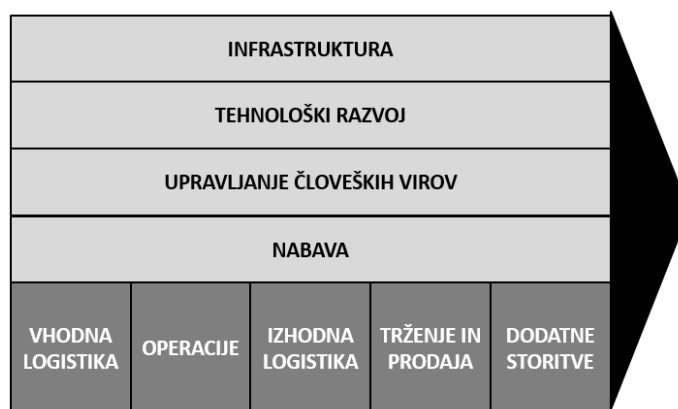 INFRASTRUKTURA
TEHNOLOŠKI RAZVOJ
UPRAVLJANJE ČLOVEŠKIH VIROV
NABAVA
VHODNA
LOGISTIKA
OPERACIJE
IZHODNA
LOGISTIKA
TRŽENJE IN
PRODAJA
DODATNE
STORITVE